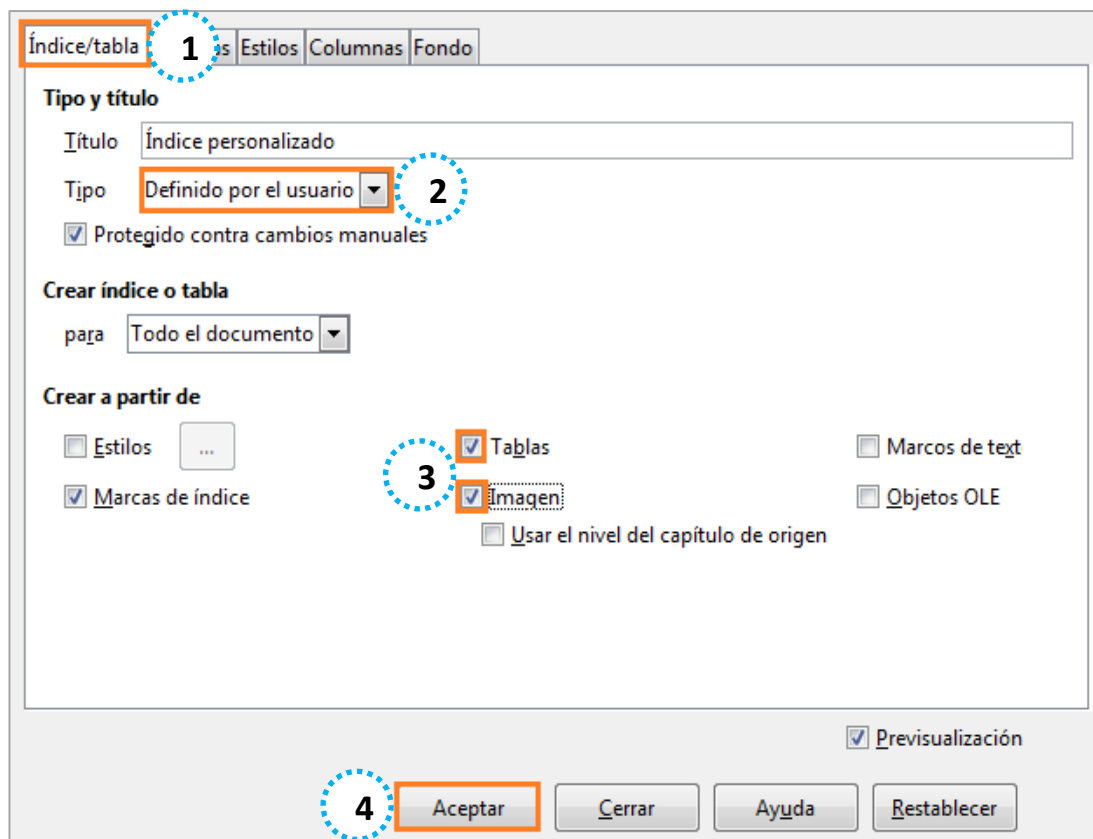 Índice/tabla 1 s Estilos Columnas Fondo
Tipo y título
Título Índice personalizado
Tipo Definido por el usuario 2
Protegido contra cambios manuales
Crear índice o tabla
para Todo el documento
Crear a partir de
Estilos ... Tablas Marcos de text
3
Marcas de índice Imagen Objetos OLE
Usar el nivel del capítulo de origen
Previsualización
4 Aceptar Cerrar Ayuda Restablecer